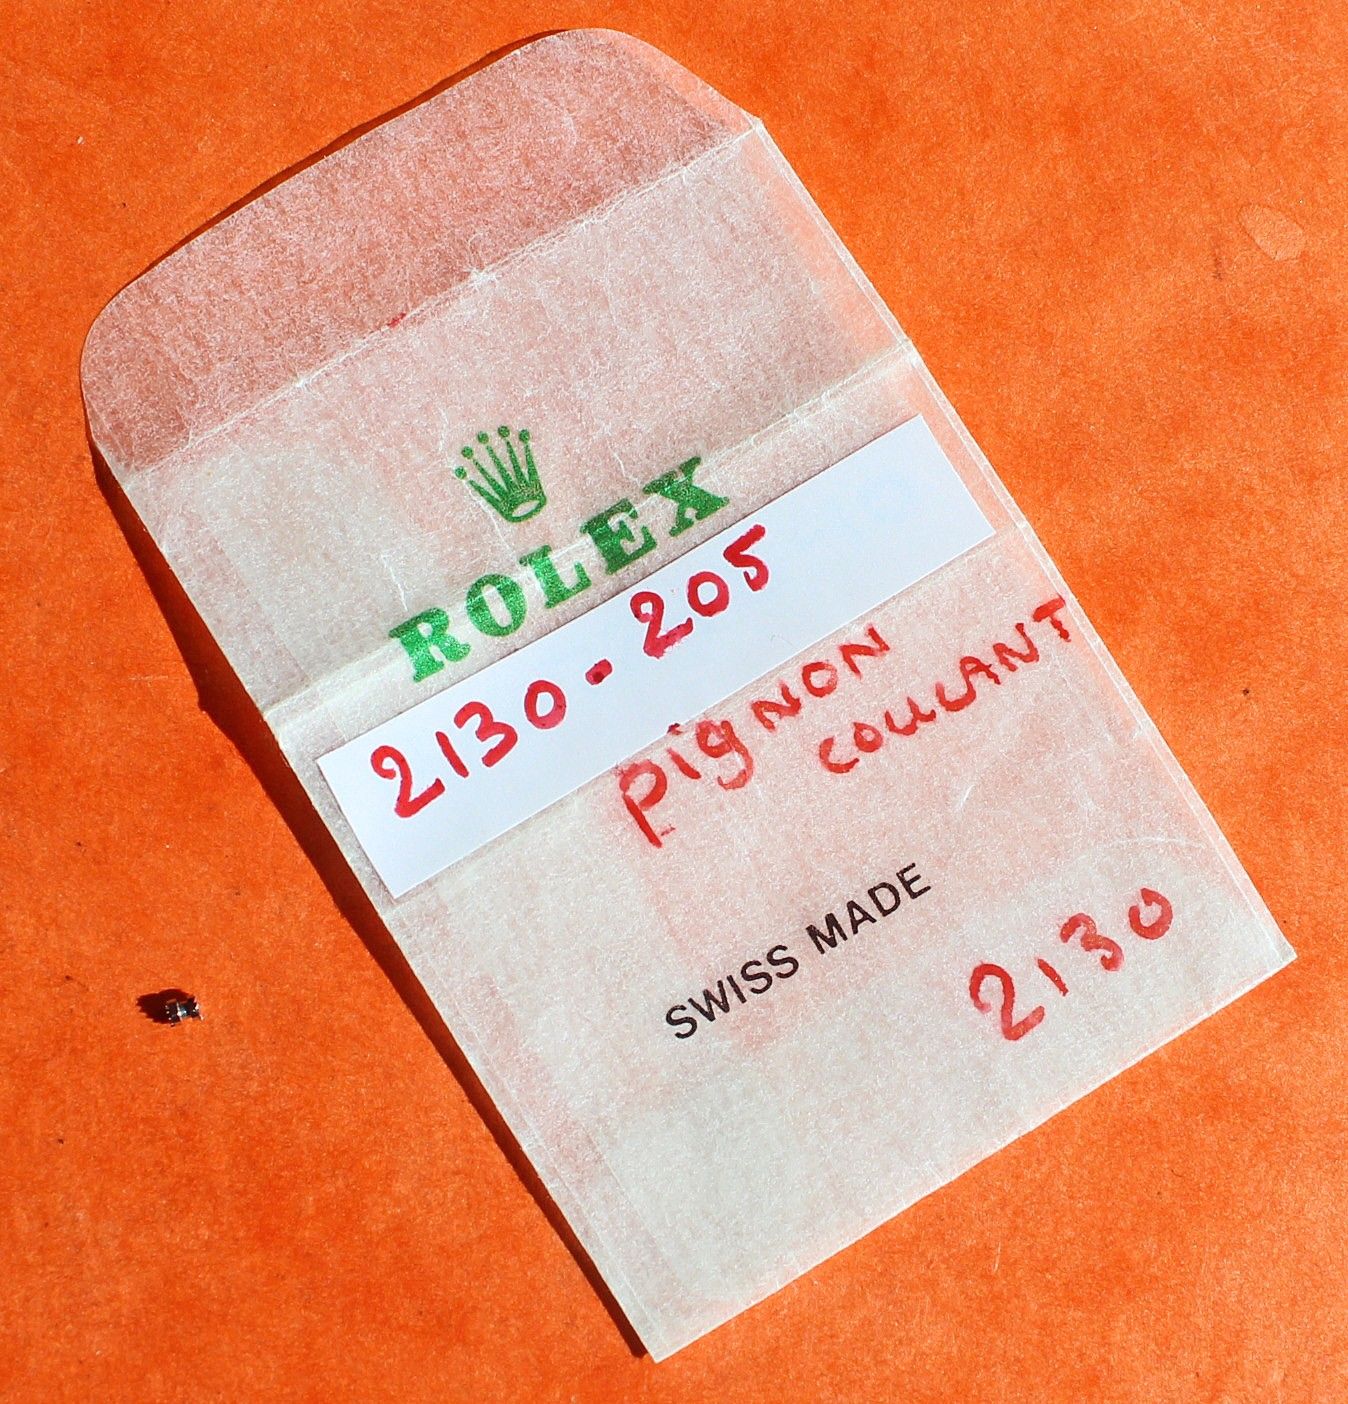 ROLEX
2130-205
pigNON
COULANT
SWISS MADE
2130